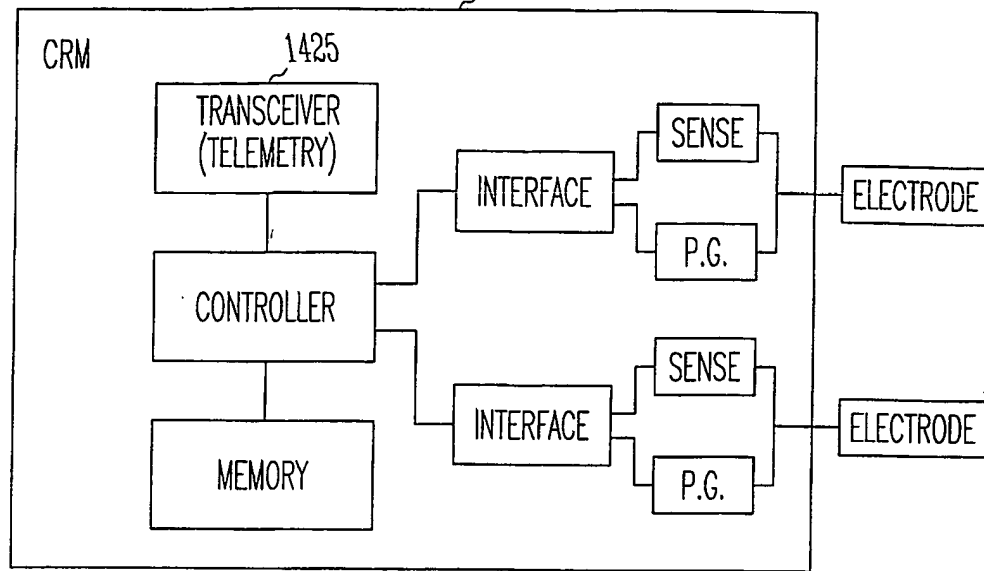 CRM
1425
TRANSCEIVER
(TELEMETRY)
SENSE
INTERFACE
ELECTRODE
P.G.
CONTROLLER
SENSE
INTERFACE
ELECTRODE
MEMORY
P.G.